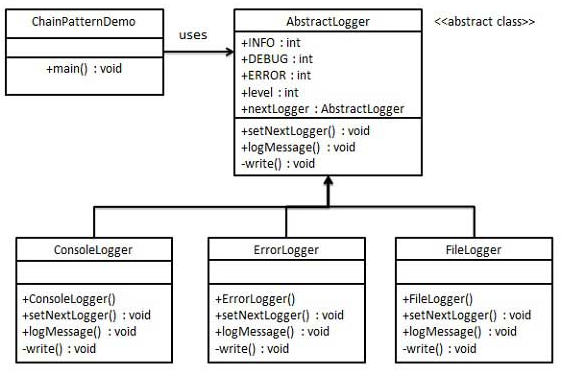 ChainPatternDemo
+main() : void
uses
AbstractLogger
<<abstract class>>
+INFO : int
+DEBUG : int
+ERROR : int
+level : int
+nextLogger : AbstractLogger
+setNextLogger() : void
+logMessage() : void
-write() : void
ConsoleLogger
+ConsoleLogger()
+setNextLogger() : void
+logMessage() : void
-write() : void
ErrorLogger
+ErrorLogger()
+setNextLogger() : void
+logMessage() : void
-write() : void
FileLogger
+FileLogger()
+setNextLogger() : void
+logMessage() : void
-write() : void